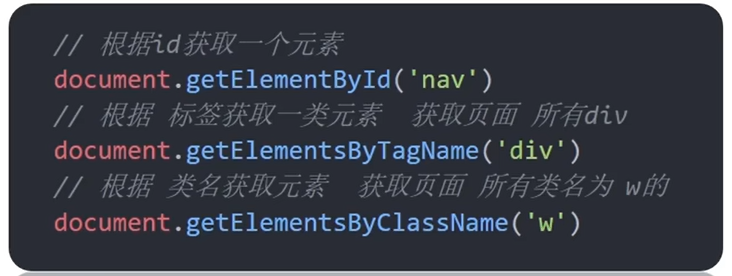 // 根据id获取一个元素
document.getElementById('nav')
// 根据 标签获取一类元素  获取页面 所有div
document.getElementsByTagName('div')
// 根据 类名获取元素  获取页面 所有类名为 w的
document.getElementsByClassName('w')